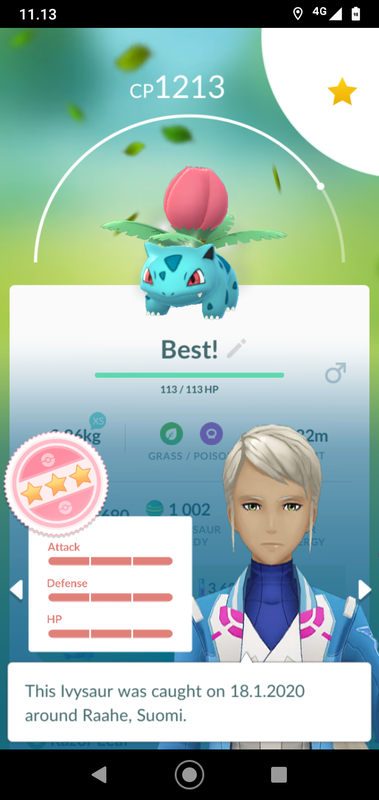 11.13
4G
CP1213
Best!
113 / 113 HP
XS
GRASS / POISO
1 002
Attack
Defense
HP
This Ivysaur was caught on 18.1.2020
around Raahe, Suomi.